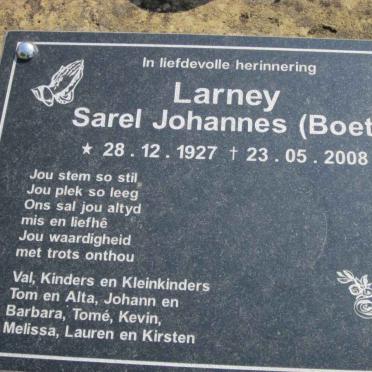 In liefdevolle herinnering
Larney
Sarel Johannes (Boet
★ 28 . 12 . 1927 † 23 . 05 . 2008
Jou stem so stil
Jou plek so leeg
Ons sal jou altyd
mis en liefhê
Jou waardigheid
met trots onthou
Val, Kinders en Kleinkinders
Tom en Alta, Johann en
Barbara, Tomé, Kevin,
Melissa, Lauren en Kirsten